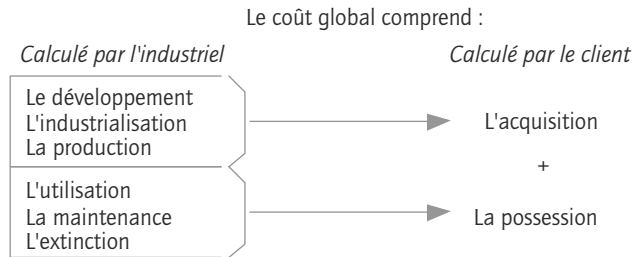 Le coût global comprend :
Calculé par l'industriel
Calculé par le client
Le développement
L'industrialisation
La production
L'acquisition
+
L'utilisation
La maintenance
L'extinction
La possession